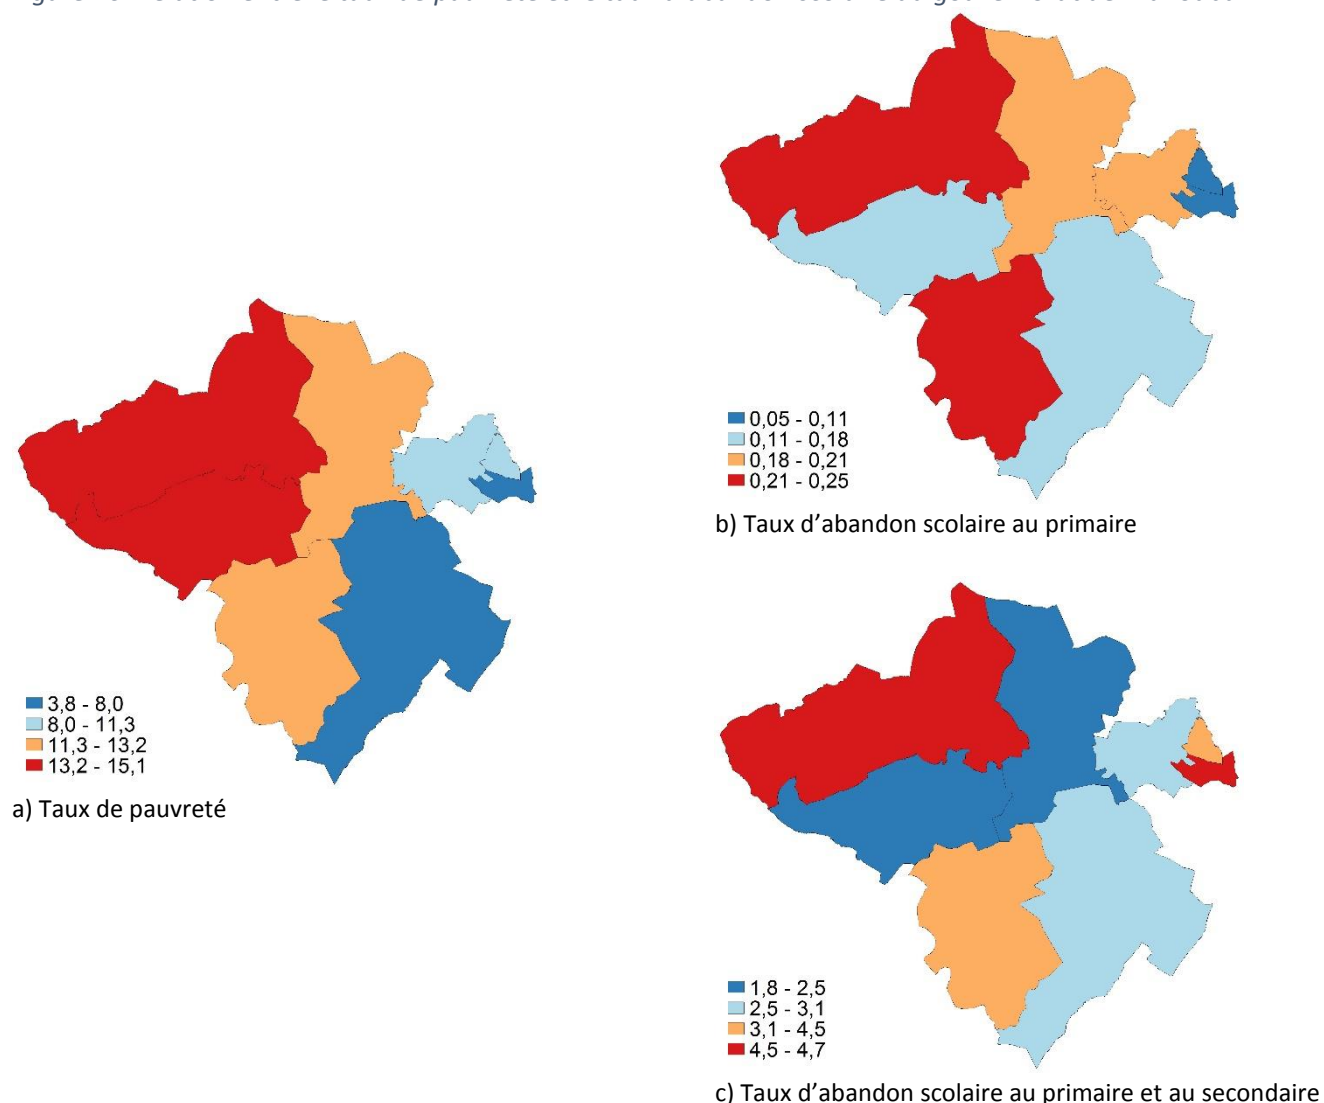 0,05 - 0,11
0,11 - 0,18
0,18 - 0,21
0,21 - 0,25
b) Taux d’abandon scolaire au primaire
3,8 - 8,0
8,0 - 11,3
11,3 - 13,2
13,2 - 15,1
a) Taux de pauvreté
1,8 - 2,5
2,5 - 3,1
3,1 - 4,5
4,5 - 4,7
c) Taux d’abandon scolaire au primaire et au secondaire